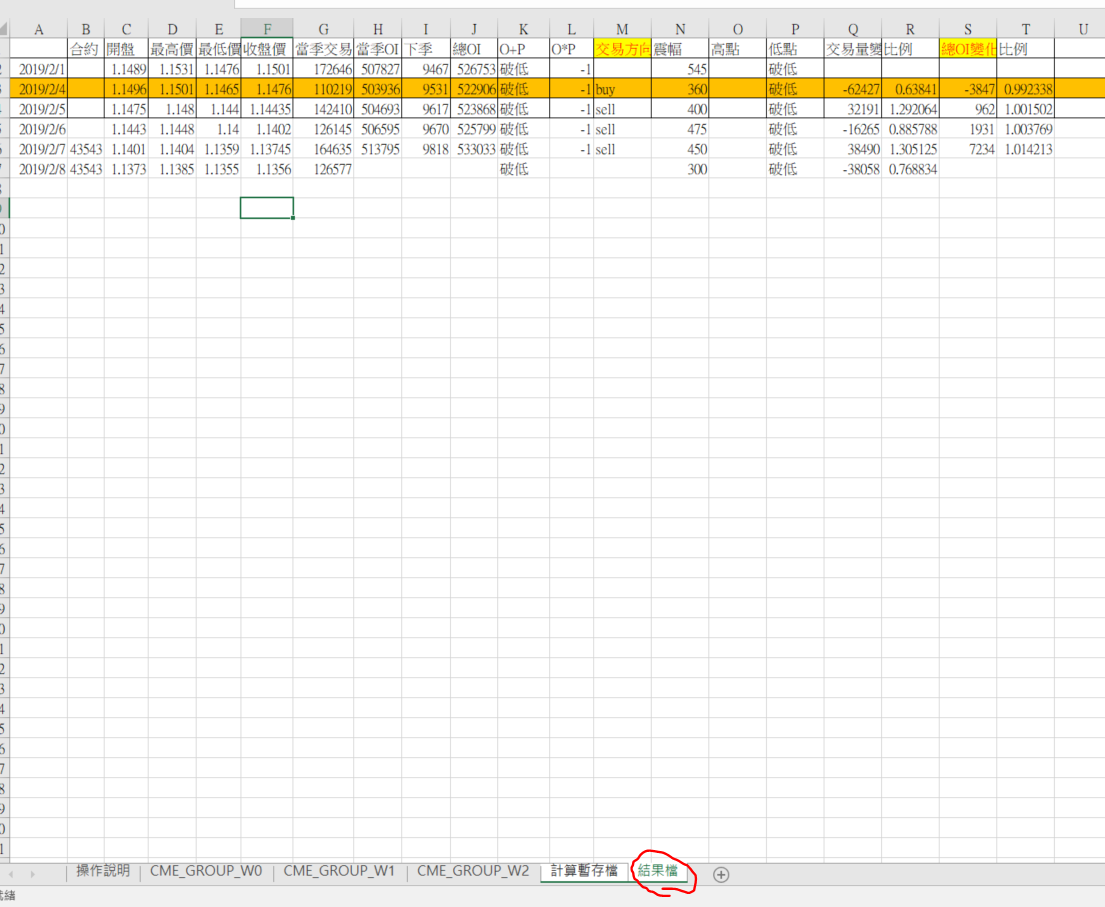 A B C D E F G H I J K L M N O P Q R S T U
合約 開盤 最高價 最低價 收盤價 當季交易 當季OI 下季 總OI O+P O*P 交易方向 震幅 高點 低點 交易量變 比例 總OI變化 比例
2019/2/1 1.1489 1.1531 1.1476 1.1501 172646 507827 9467 526753 破低 -1 545 破低
2019/2/4 1.1496 1.1501 1.1465 1.1476 110219 503936 9531 522906 破低 -1 buy 360 破低 -62427 0.63841 -3847 0.992338
2019/2/5 1.1475 1.148 1.144 1.14435 142410 504693 9617 523868 破低 -1 sell 400 破低 32191 1.292064 962 1.001502
2019/2/6 1.1443 1.1448 1.14 1.1402 126145 506595 9670 525799 破低 -1 sell 475 破低 -16265 0.885788 1931 1.003769
2019/2/7 43543 1.1401 1.1404 1.1359 1.13745 164635 513795 9818 533033 破低 -1 sell 450 破低 38490 1.305125 7234 1.014213
2019/2/8 43543 1.1373 1.1385 1.1355 1.1356 126577 破低 300 破低 -38058 0.768834
操作說明 CME_GROUP_W0 CME_GROUP_W1 CME_GROUP_W2 計算暫存檔 結果檔